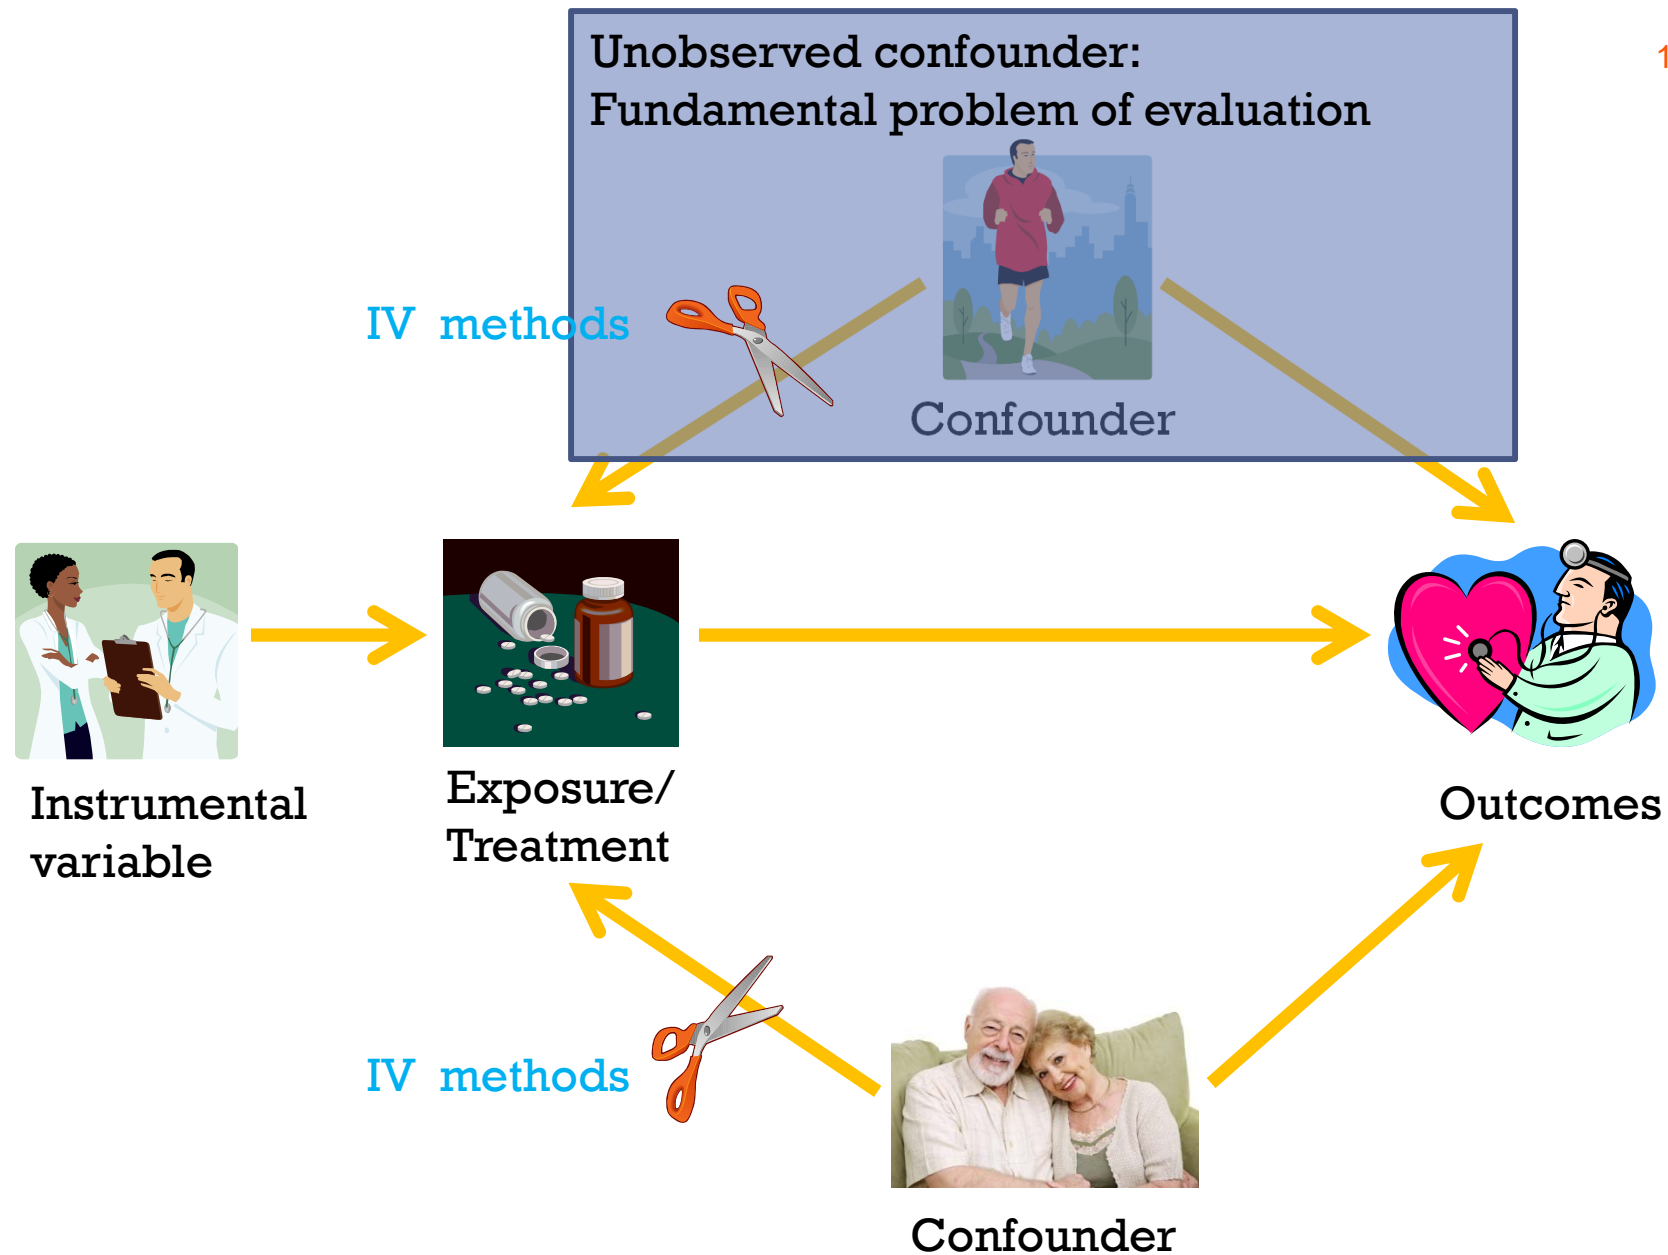 Unobserved confounder:
Fundamental problem of evaluation
1
IV methods
Confounder
Instrumental
variable
Exposure/
Treatment
Outcomes
IV methods
Confounder